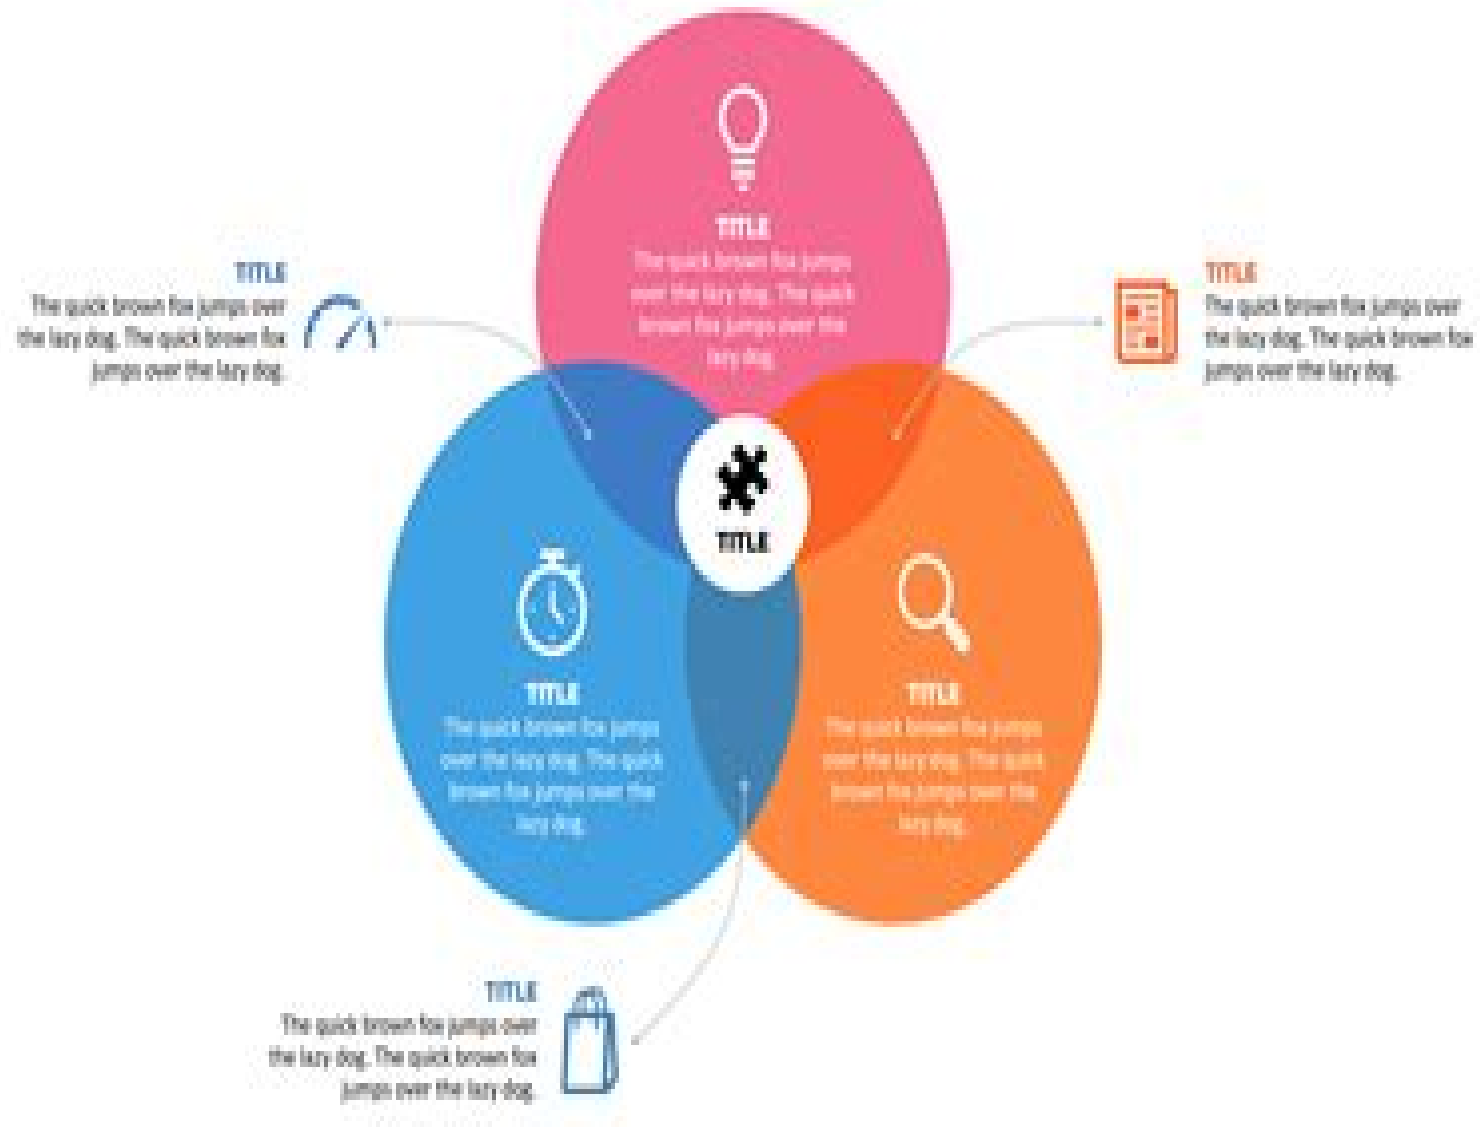 TITLE
The quick brown fox jumps
over the lazy dog. The quick
brown fox jumps over the
lazy dog.
TITLE
The quick brown fox jumps over
the lazy dog. The quick brown fox
jumps over the lazy dog.
TITLE
The quick brown fox jumps over
the lazy dog. The quick brown fox
jumps over the lazy dog.
TITLE
TITLE
The quick brown fox jumps
over the lazy dog. The quick
brown fox jumps over the
lazy dog.
TITLE
The quick brown fox jumps
over the lazy dog. The quick
brown fox jumps over the
lazy dog.
TITLE
The quick brown fox jumps over
the lazy dog. The quick brown fox
jumps over the lazy dog.